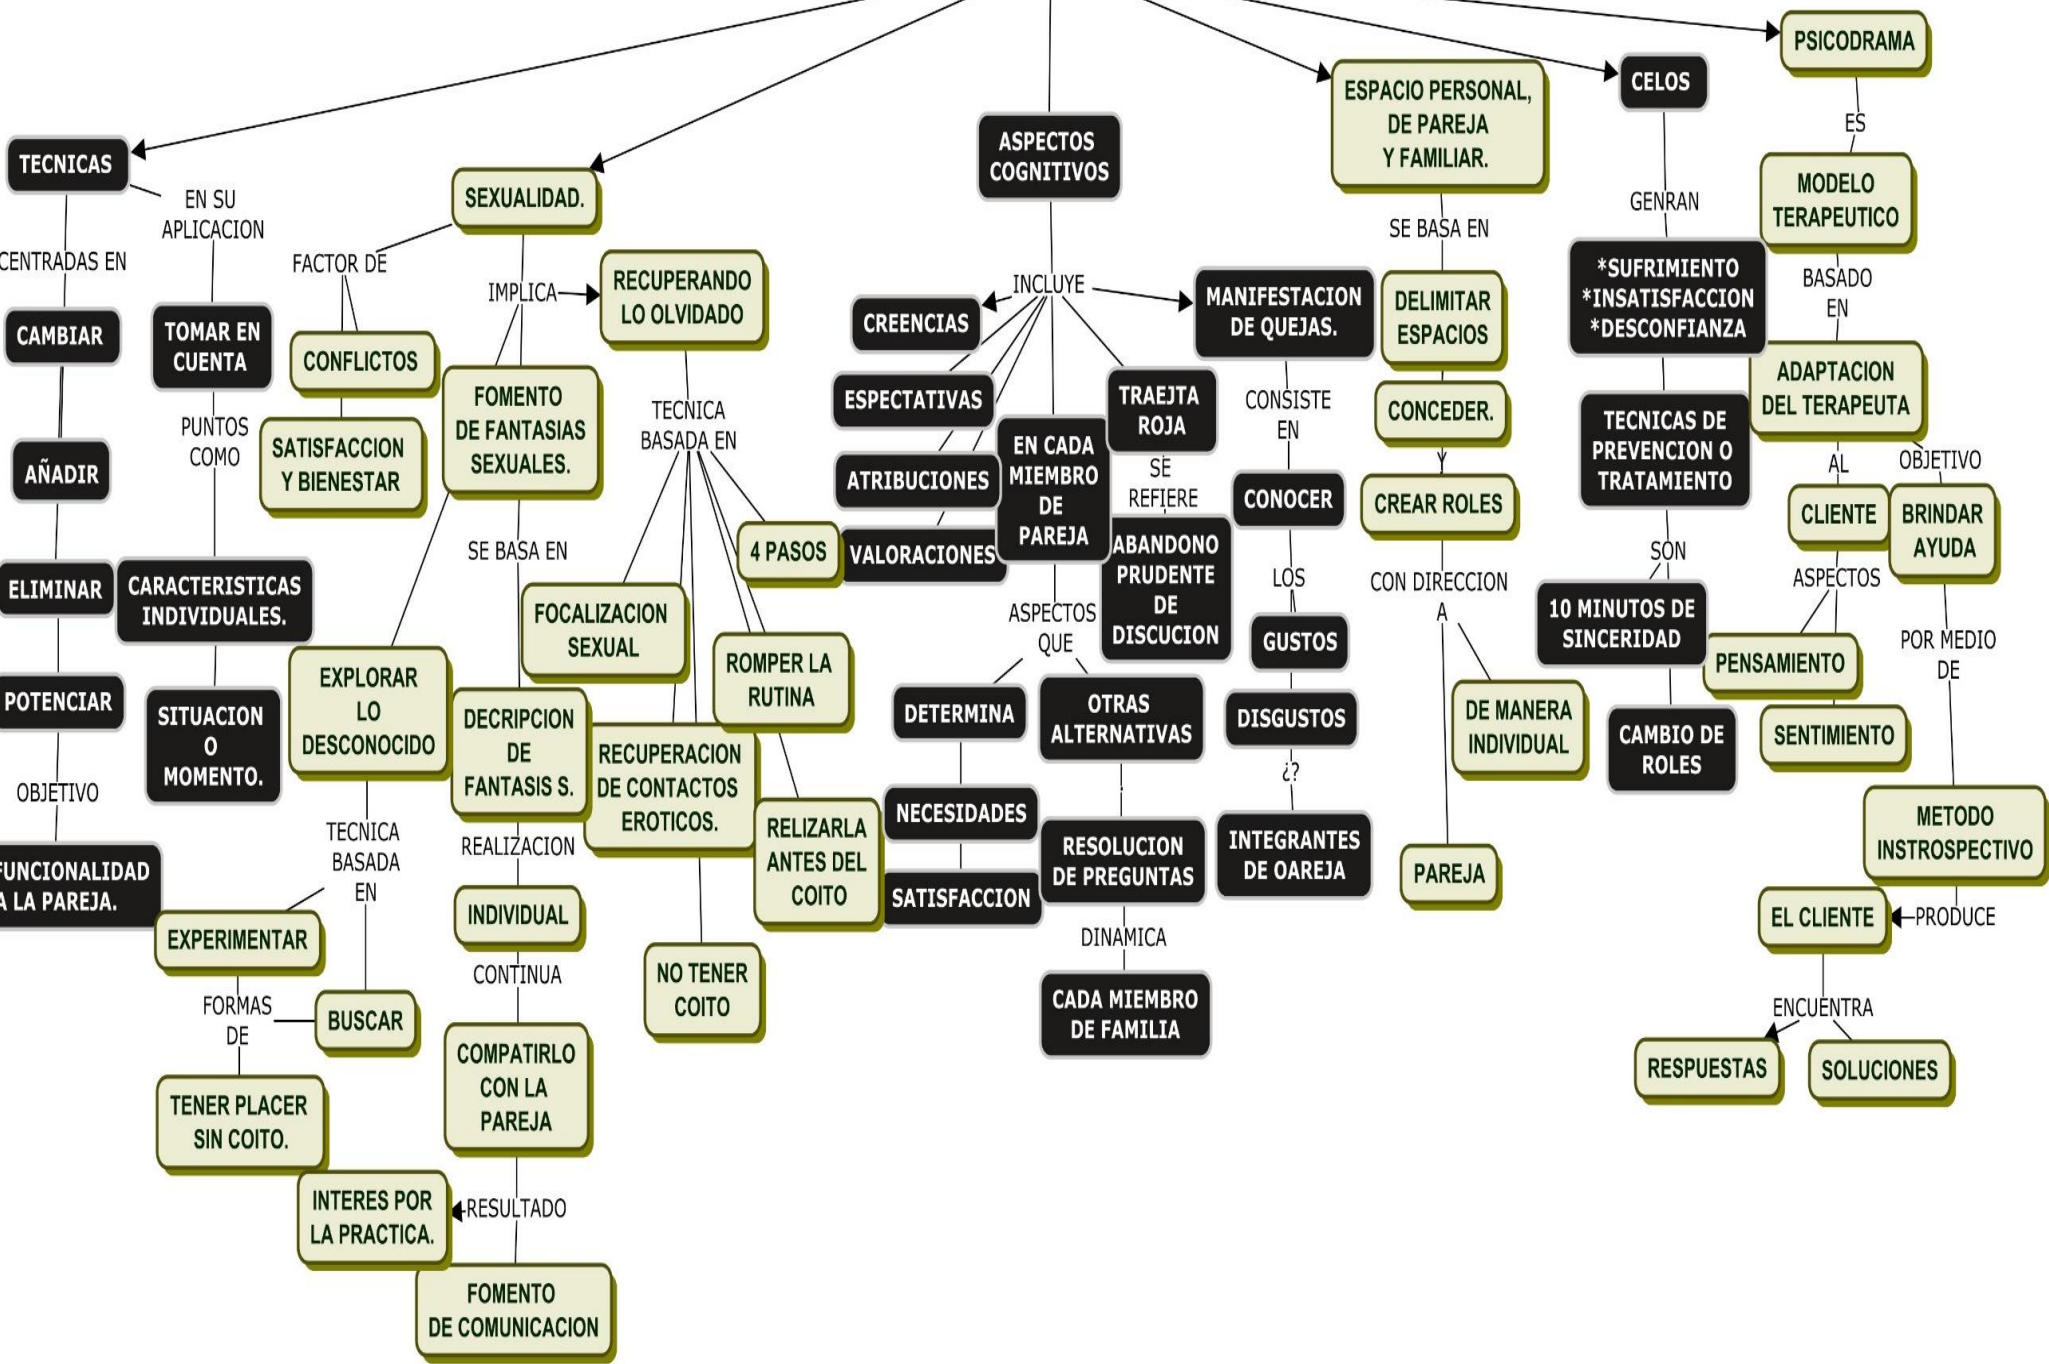 TECNICAS
CENTRADAS EN
CAMBIAR
AÑADIR
ELIMINAR
POTENCIAR
OBJETIVO
FUNCIONALIDAD
A LA PAREJA.
EN SU
APLICACION
TOMAR EN
CUENTA
PUNTOS
COMO
CARACTERISTICAS
INDIVIDUALES.
SITUACION
O
MOMENTO.
SEXUALIDAD.
FACTOR DE
CONFLICTOS
SATISFACCION
Y BIENESTAR
IMPLICA
FOMENTO
DE FANTASIAS
SEXUALES.
EXPLORAR
LO
DESCONOCIDO
TECNICA
BASADA
EN
EXPERIMENTAR
FORMAS
DE
BUSCAR
TENER PLACER
SIN COITO.
SE BASA EN
DECRIPCION
DE
FANTASIS S.
REALIZACION
INDIVIDUAL
CONTINUA
COMPATIRLO
CON LA
PAREJA
RESULTADO
INTERES POR
LA PRACTICA.
FOMENTO
DE COMUNICACION
RECUPERANDO
LO OLVIDADO
TECNICA
BASADA EN
FOCALIZACION
SEXUAL
4 PASOS
ROMPER LA
RUTINA
RECUPERACION
DE CONTACTOS
EROTICOS.
RELIZARLA
ANTES DEL
COITO
NO TENER
COITO
ASPECTOS
COGNITIVOS
INCLUYE
CREENCIAS
ESPECTATIVAS
ATRIBUCIONES
VALORACIONES
EN CADA
MIEMBRO
DE
PAREJA
ASPECTOS
QUE
DETERMINA
NECESIDADES
SATISFACCION
OTRAS
ALTERNATIVAS
RESOLUCION
DE PREGUNTAS
DINAMICA
CADA MIEMBRO
DE FAMILIA
TRAEJTA
ROJA
SE
REFIERE
ABANDONO
PRUDENTE
DE
DISCUCION
MANIFESTACION
DE QUEJAS.
CONSISTE
EN
CONOCER
LOS
GUSTOS
DISGUSTOS
¿?
INTEGRANTES
DE OAREJA
ESPACIO PERSONAL,
DE PAREJA
Y FAMILIAR.
SE BASA EN
DELIMITAR
ESPACIOS
CONCEDER.
Y
CREAR ROLES
CON DIRECCION
A
DE MANERA
INDIVIDUAL
PAREJA
CELOS
GENRAN
*SUFRIMIENTO
*INSATISFACCION
*DESCONFIANZA
TECNICAS DE
PREVENCION O
TRATAMIENTO
SON
10 MINUTOS DE
SINCERIDAD
CAMBIO DE
ROLES
PSICODRAMA
ES
MODELO
TERAPEUTICO
BASADO
EN
ADAPTACION
DEL TERAPEUTA
AL
CLIENTE
ASPECTOS
PENSAMIENTO
SENTIMIENTO
OBJETIVO
BRINDAR
AYUDA
POR MEDIO
DE
METODO
INSTROSPECTIVO
PRODUCE
EL CLIENTE
ENCUENTRA
RESPUESTAS
SOLUCIONES